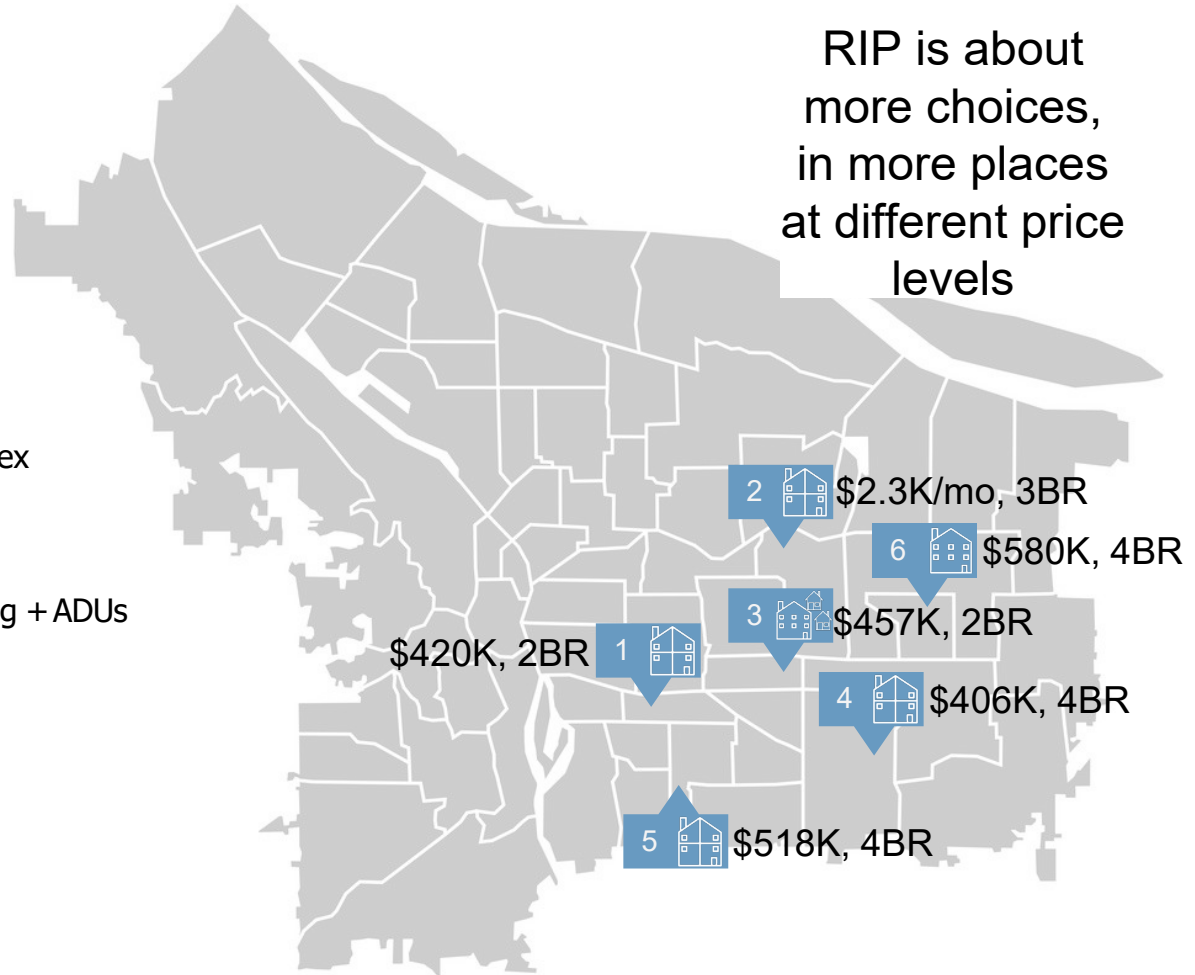 RIP is about
more choices,
in more places
at different price
levels
ex
2 $2.3K/mo, 3BR
6 $580K, 4BR
g + ADUs
3 $457K, 2BR
$420K, 2BR 1
4 $406K, 4BR
5 $518K, 4BR